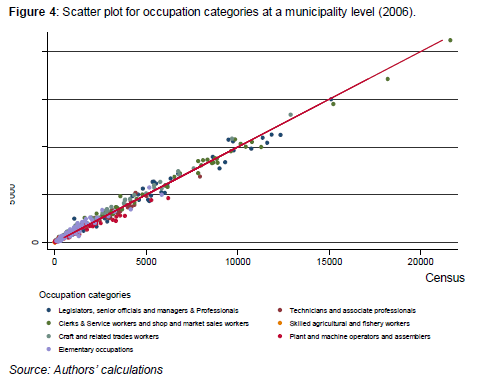 Figure 4: Scatter plot for occupation categories at a municipality level (2006).
5000
0
0 5000 10000 15000 20000
Census
Occupation categories
Legislators, senior officials and managers & Professionals
Technicians and associate professionals
Clerks & Service workers and shop and market sales workers
Skilled agricultural and fishery workers
Craft and related trades workers
Plant and machine operators and assemblers
Elementary occupations
Source: Authors' calculations